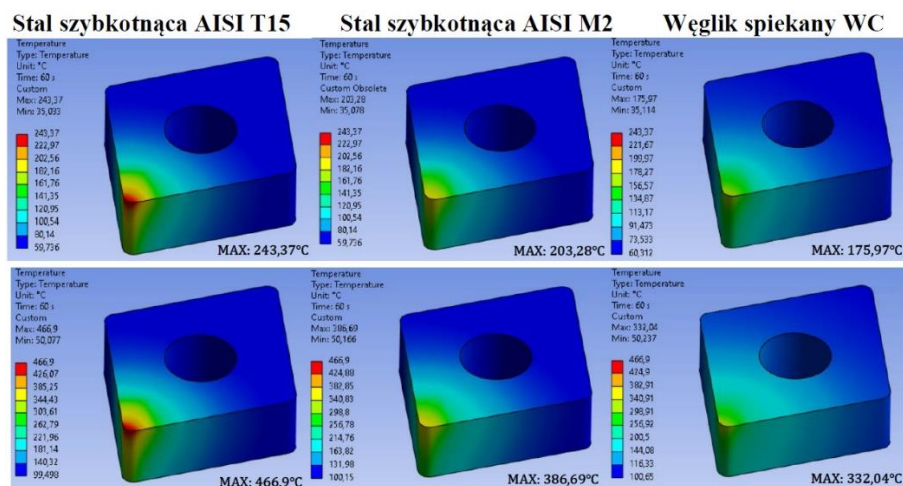 Stal szybkotnąca AISI T15
Stal szybkotnąca AISI M2
Węglik spiekany WC
Temperature
Type: Temperature
Unit: °C
Time: 60 s
Custom
Max: 243,37
Min: 35,033
243,37
222,97
202,56
182,16
161,76
141,35
120,95
100,54
80,14
59,736
MAX: 243,37°C
Temperature
Type: Temperature
Unit: °C
Time: 60 s
Custom Obsolete
Max: 203,28
Min: 35,078
243,37
222,97
202,56
182,16
161,76
141,35
120,95
100,54
80,14
59,736
MAX: 203,28°C
Temperature
Type: Temperature
Unit: °C
Time: 60 s
Custom
Max: 175,97
Min: 35,114
243,37
221,67
199,97
178,27
156,57
134,87
113,17
91,473
73,533
60,312
MAX: 175,97°C
Temperature
Type: Temperature
Unit: °C
Time: 60 s
Custom
Max: 466,9
Min: 50,077
466,9
426,07
385,25
344,43
303,61
262,79
221,96
181,14
140,32
99,498
MAX: 466,9°C
Temperature
Type: Temperature
Unit: °C
Time: 60 s
Custom
Max: 386,69
Min: 50,166
466,9
424,88
382,85
340,83
298,8
256,78
214,76
163,82
131,98
100,15
MAX: 386,69°C
Temperature
Type: Temperature
Unit: °C
Time: 60 s
Custom
Max: 332,04
Min: 50,237
466,9
424,9
382,91
340,91
298,91
256,92
200,5
144,08
116,33
100,65
MAX: 332,04°C